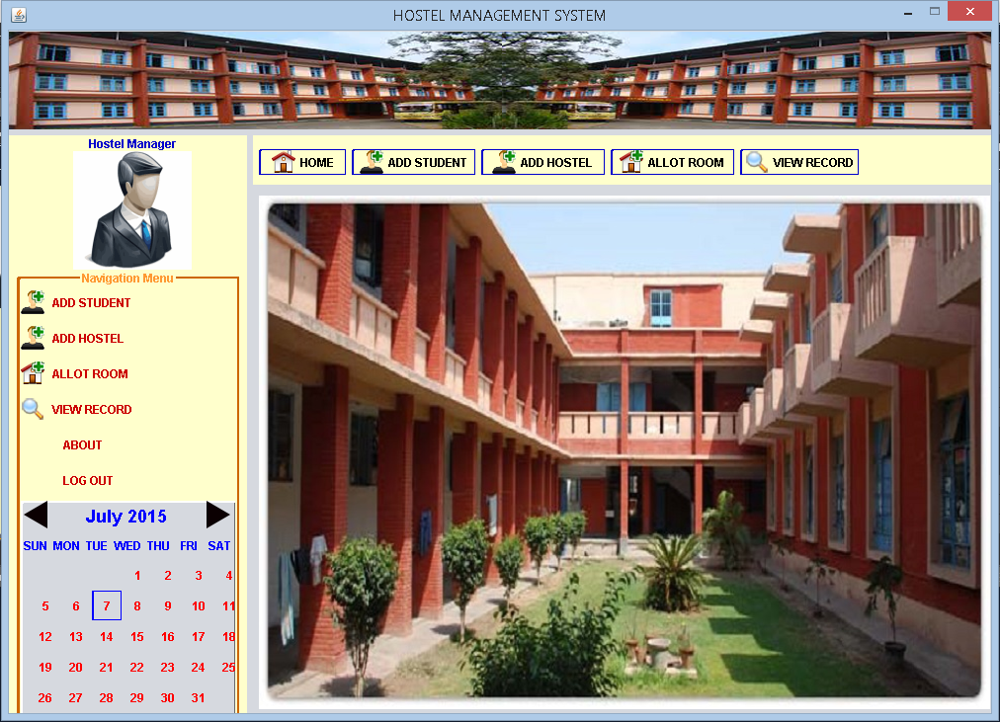 HOSTEL MANAGEMENT SYSTEM
Hostel Manager
HOME ADD STUDENT ADD HOSTEL ALLOT ROOM VIEW RECORD
Navigation Menu
ADD STUDENT
ADD HOSTEL
ALLOT ROOM
VIEW RECORD
ABOUT
LOG OUT
July 2015
SUN MON TUE WED THU FRI SAT
1 2 3 4
5 6 7 8 9 10 11
12 13 14 15 16 17 18
19 20 21 22 23 24 25
26 27 28 29 30 31